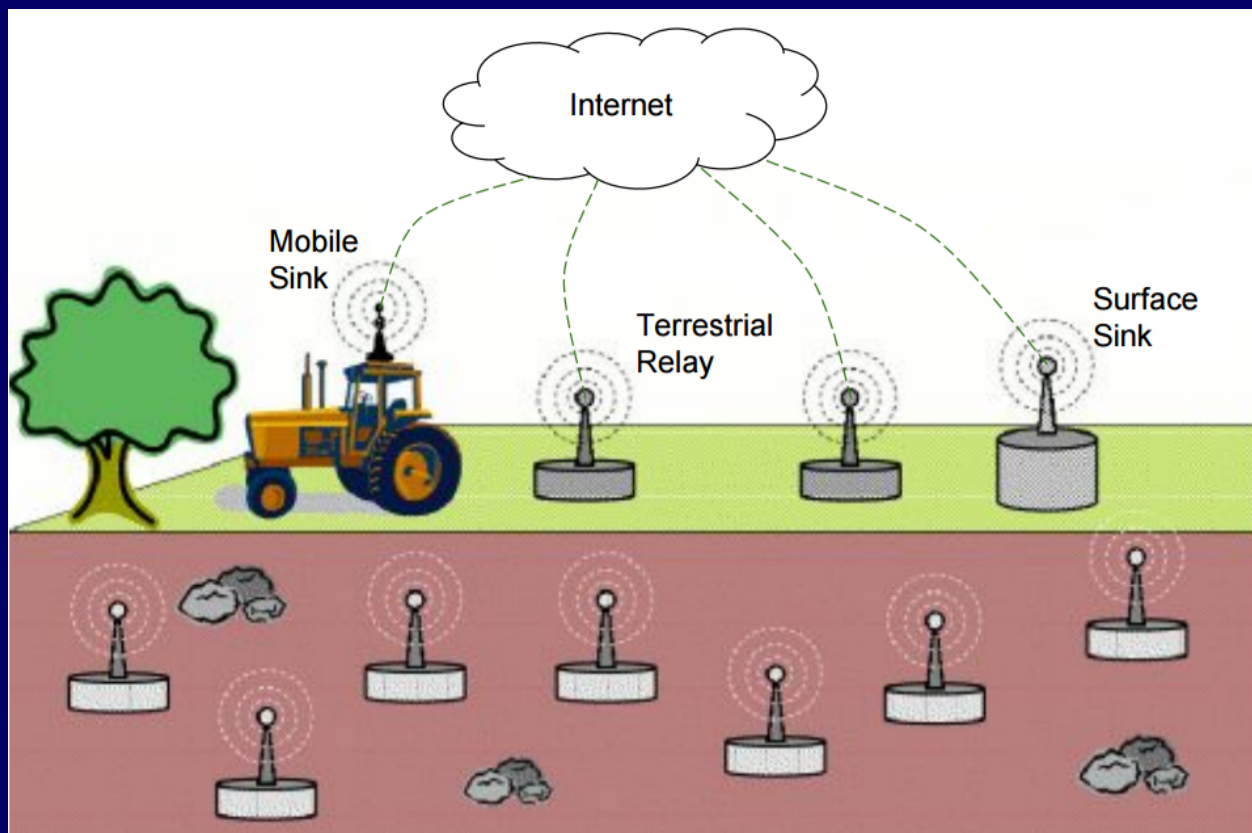 Internet
Mobile
Sink
Terrestrial
Relay
Surface
Sink